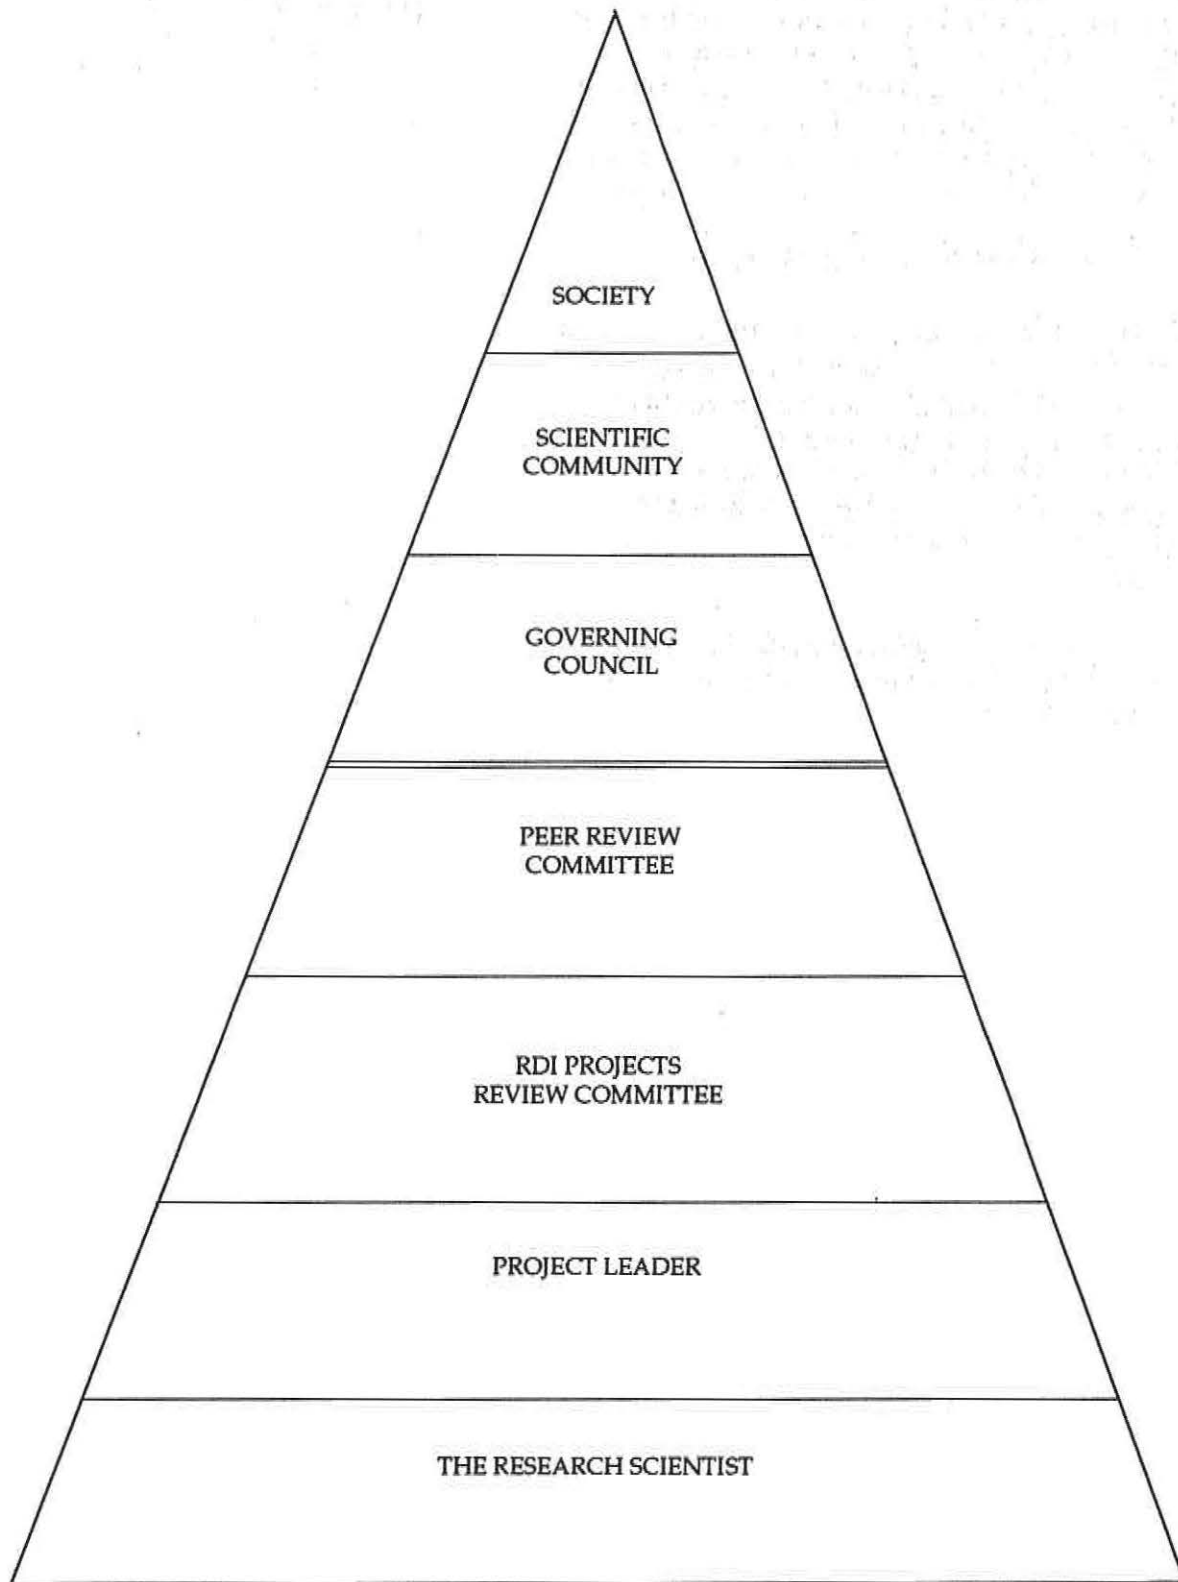 SOCIETY
SCIENTIFIC
COMMUNITY
GOVERNING
COUNCIL
PEER REVIEW
COMMITTEE
RDI PROJECTS
REVIEW COMMITTEE
PROJECT LEADER
THE RESEARCH SCIENTIST